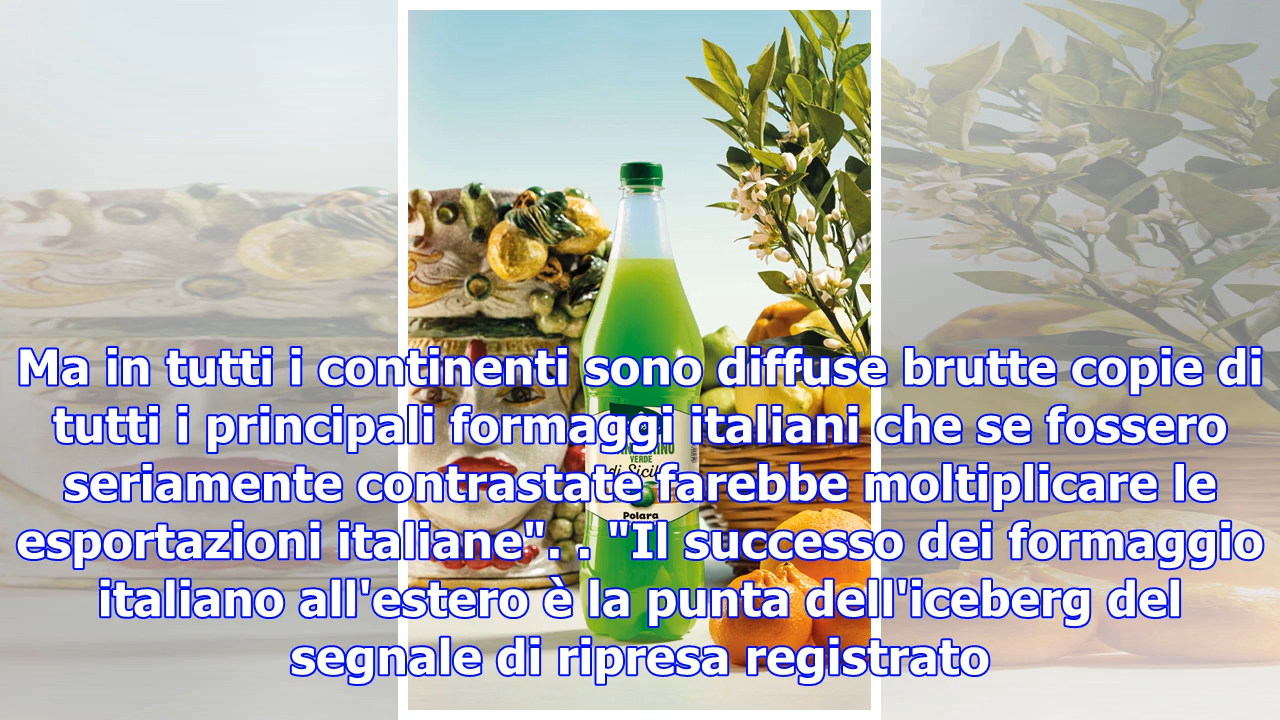 Ma in tutti i continenti sono diffuse brutte copie di
tutti i principali formaggi italiani che se fossero
seriamente contrastate farebbe moltiplicare le
esportazioni italiane". . "Il successo dei formaggio
italiano all'estero è la punta dell'iceberg del
segnale di ripresa registrato
VERDE
di Sicil
Polara